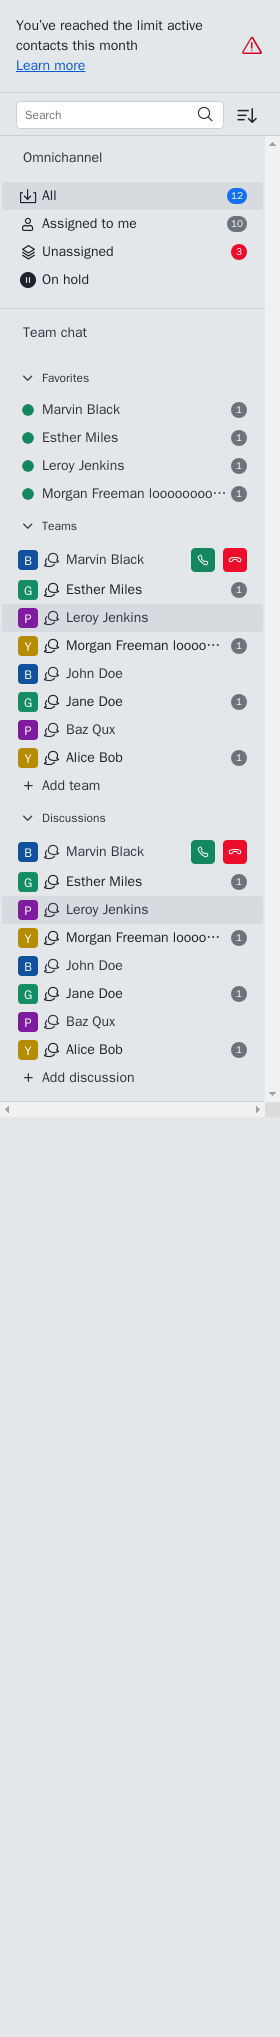 You've reached the limit active
contacts this month
Learn more
Search
Omnichannel
All 12
Assigned to me 10
Unassigned 3
On hold
Team chat
Favorites
Marvin Black 1
Esther Miles 1
Leroy Jenkins 1
Morgan Freeman loooooooo… 1
Teams
B Marvin Black
G Esther Miles 1
P Leroy Jenkins
Y Morgan Freeman loooo… 1
B John Doe
G Jane Doe 1
P Baz Qux
Y Alice Bob 1
+ Add team
Discussions
B Marvin Black
G Esther Miles 1
P Leroy Jenkins
Y Morgan Freeman loooo… 1
B John Doe
G Jane Doe 1
P Baz Qux
Y Alice Bob 1
+ Add discussion